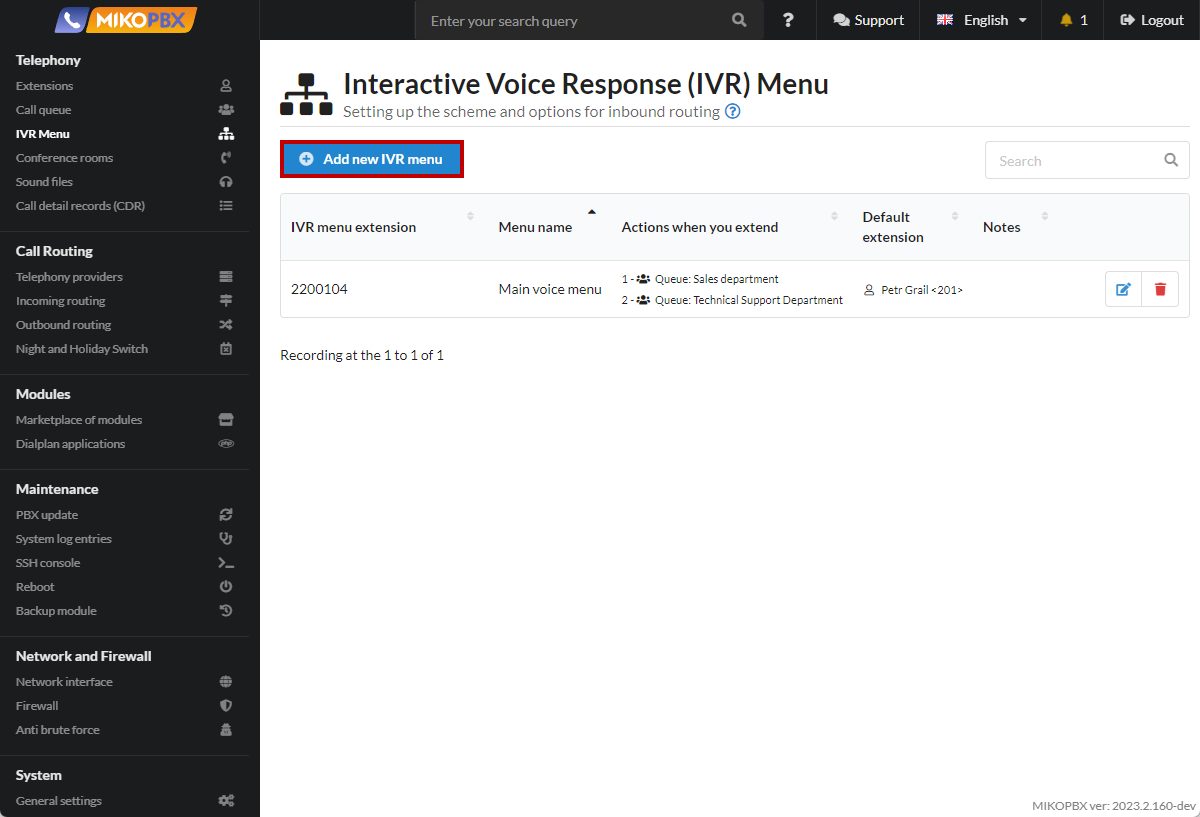 MIKOPBX
Enter your search query
?
Support
English
1
Logout
Telephony
Extensions
Call queue
IVR Menu
Conference rooms
Sound files
Call detail records (CDR)
Call Routing
Telephony providers
Incoming routing
Outbound routing
Night and Holiday Switch
Modules
Marketplace of modules
Dialplan applications
php
Maintenance
PBX update
System log entries
SSH console
Reboot
Backup module
Network and Firewall
Network interface
Firewall
Anti brute force
System
General settings
Interactive Voice Response (IVR) Menu
Setting up the scheme and options for inbound routing ?
Add new IVR menu
Search
IVR menu extension
Menu name
Actions when you extend
Default
extension
Notes
2200104
Main voice menu
1 - Queue: Sales department
2 - Queue: Technical Support Department
Petr Grail <201>
Recording at the 1 to 1 of 1
MIKOPBX ver: 2023.2.160-dev